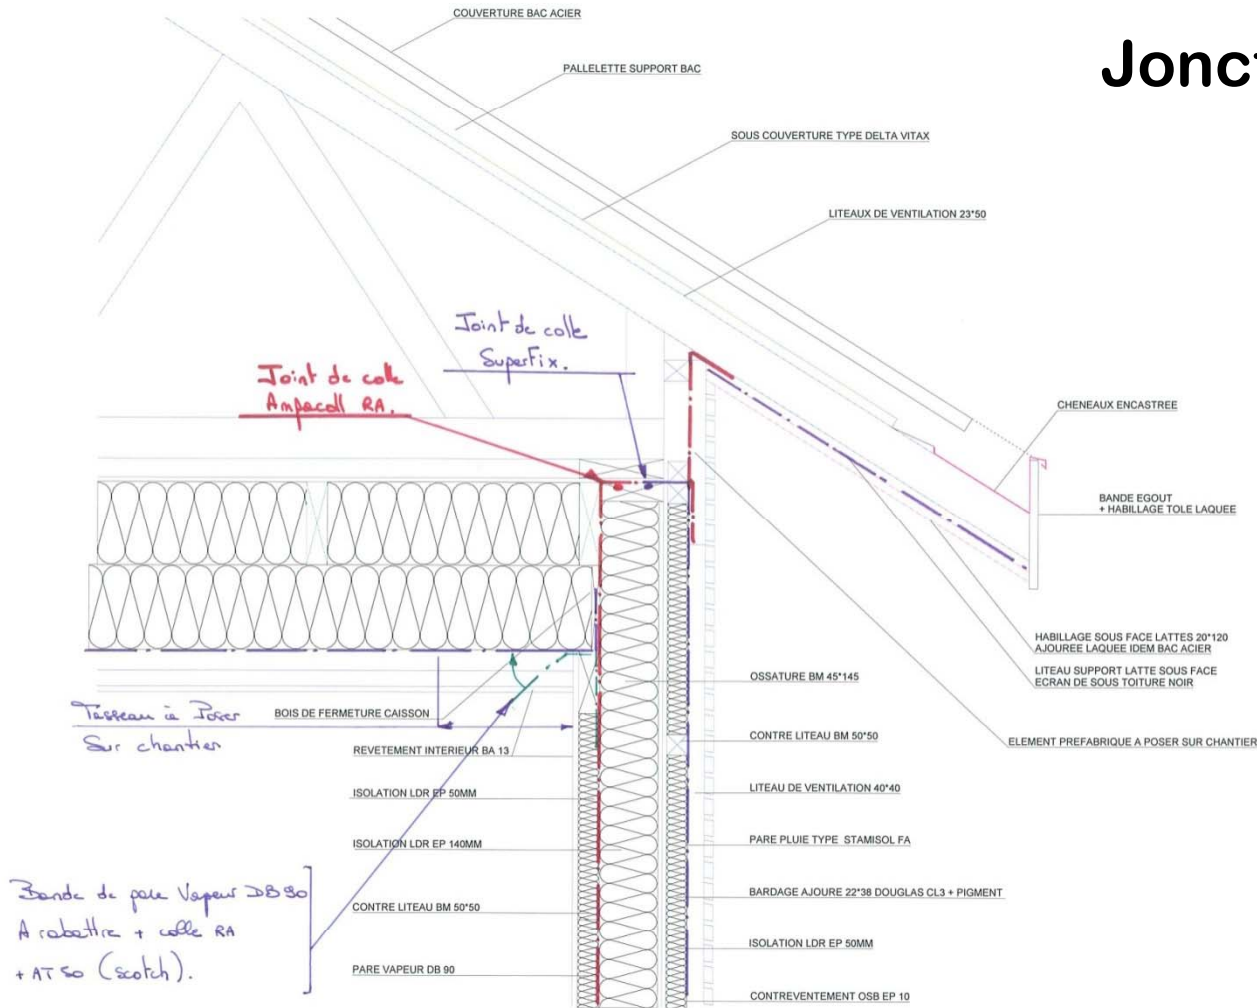 COUVERTURE BAC ACIER
Jonc
PALLELETTE SUPPORT BAC
SOUS COUVERTURE TYPE DELTA VITAX
LITEAUX DE VENTILATION 23*50
Joint de colle
SuperFix.
Joint de colle
Ampacoll RA.
CHENEAUX ENCASTREE
BANDE EGOUT
+ HABILLAGE TOLE LAQUEE
HABILLAGE SOUS FACE LATTES 20*120
AJOUREE LAQUEE IDEM BAC ACIER
LITEAU SUPPORT LATTE SOUS FACE
ECRAN DE SOUS TOITURE NOIR
OSSATURE BM 45*145
Tasseau à Poser
Sur chantier
BOIS DE FERMETURE CAISSON
CONTRE LITEAU BM 50*50
ELEMENT PREFABRIQUE A POSER SUR CHANTIER
REVETEMENT INTERIEUR BA 13
ISOLATION LDR EP 50MM
LITEAU DE VENTILATION 40*40
ISOLATION LDR EP 140MM
PARE PLUIE TYPE STAMISOL FA
Bande de pare Vapeur DB 90
A rabattre + colle RA
+ AT 50 (scotch).
BARDAGE AJOURE 22*38 DOUGLAS CL3 + PIGMENT
CONTRE LITEAU BM 50*50
ISOLATION LDR EP 50MM
PARE VAPEUR DB 90
CONTREVENTEMENT OSB EP 10